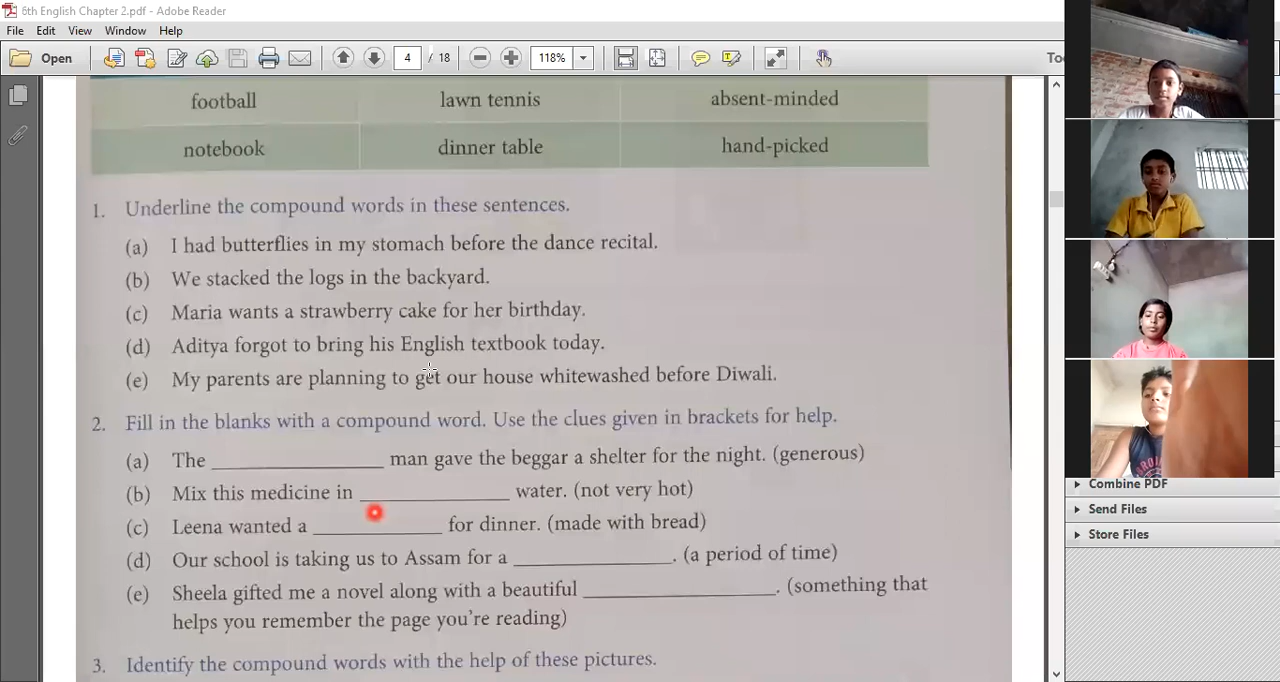 6th English Chapter 2.pdf - Adobe Reader
File Edit View Window Help
Open 4 / 18 118%
football lawn tennis absent-minded
notebook dinner table hand-picked
1. Underline the compound words in these sentences.
(a) I had butterflies in my stomach before the dance recital.
(b) We stacked the logs in the backyard.
(c) Maria wants a strawberry cake for her birthday.
(d) Aditya forgot to bring his English textbook today.
(e) My parents are planning to get our house whitewashed before Diwali.
2. Fill in the blanks with a compound word. Use the clues given in brackets for help.
(a) The ______________ man gave the beggar a shelter for the night. (generous)
(b) Mix this medicine in ______________ water. (not very hot)
(c) Leena wanted a ____________ for dinner. (made with bread)
(d) Our school is taking us to Assam for a ______________. (a period of time)
(e) Sheela gifted me a novel along with a beautiful __________________. (something that
helps you remember the page you're reading)
3. Identify the compound words with the help of these pictures.
Combine PDF
Send Files
Store Files